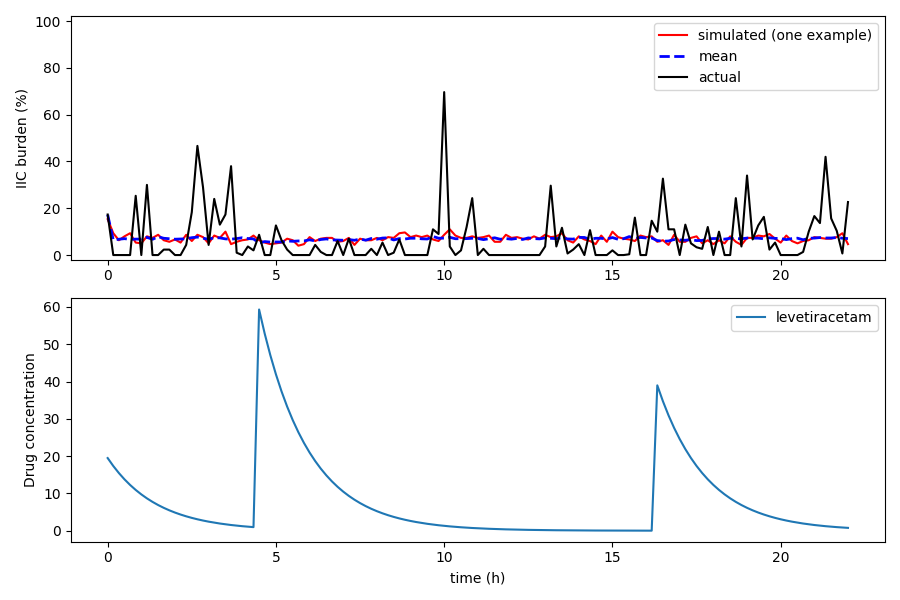 100
80
60
40
20
0
IIC burden (%)
simulated (one example)
mean
actual
0 5 10 15 20
60
50
40
30
20
10
0
Drug concentration
levetiracetam
0 5 10 15 20
time (h)